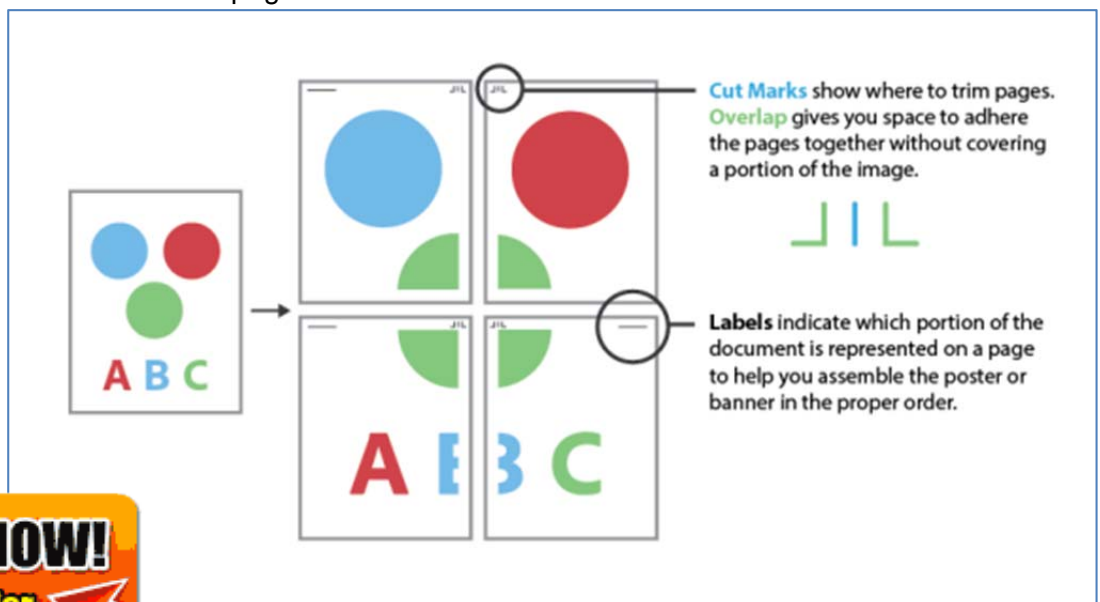 Cut Marks show where to trim pages.
Overlap gives you space to adhere
the pages together without covering
a portion of the image.
A B C
Labels indicate which portion of the
document is represented on a page
to help you assemble the poster or
banner in the proper order.
A B B C